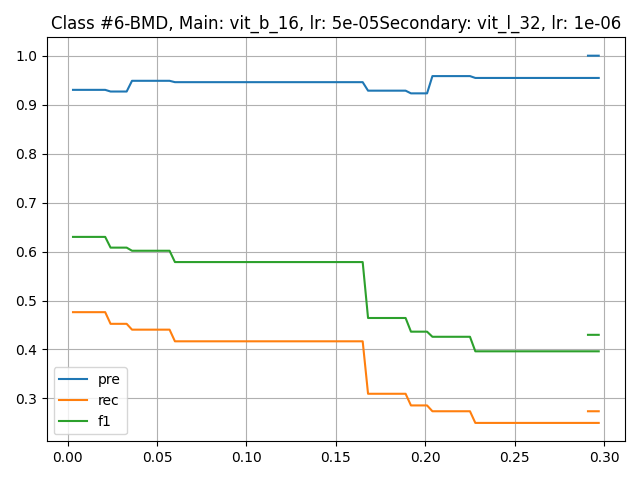 Class #6-BMD, Main: vit_b_16, lr: 5e-05Secondary: vit_l_32, lr: 1e-06
1.0
0.9
0.8
0.7
0.6
0.5
0.4
0.3
pre
rec
f1
0.00 0.05 0.10 0.15 0.20 0.25 0.30